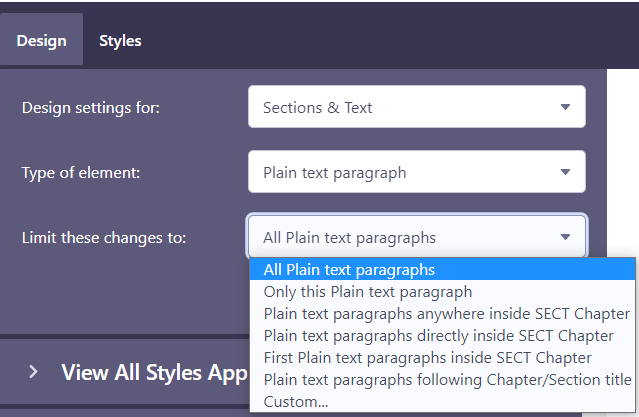 Design Styles
Design settings for: Sections & Text
Type of element: Plain text paragraph
Limit these changes to: All Plain text paragraphs
All Plain text paragraphs
Only this Plain text paragraph
Plain text paragraphs anywhere inside SECT Chapter
Plain text paragraphs directly inside SECT Chapter
First Plain text paragraphs inside SECT Chapter
Plain text paragraphs following Chapter/Section title
Custom...
View All Styles App